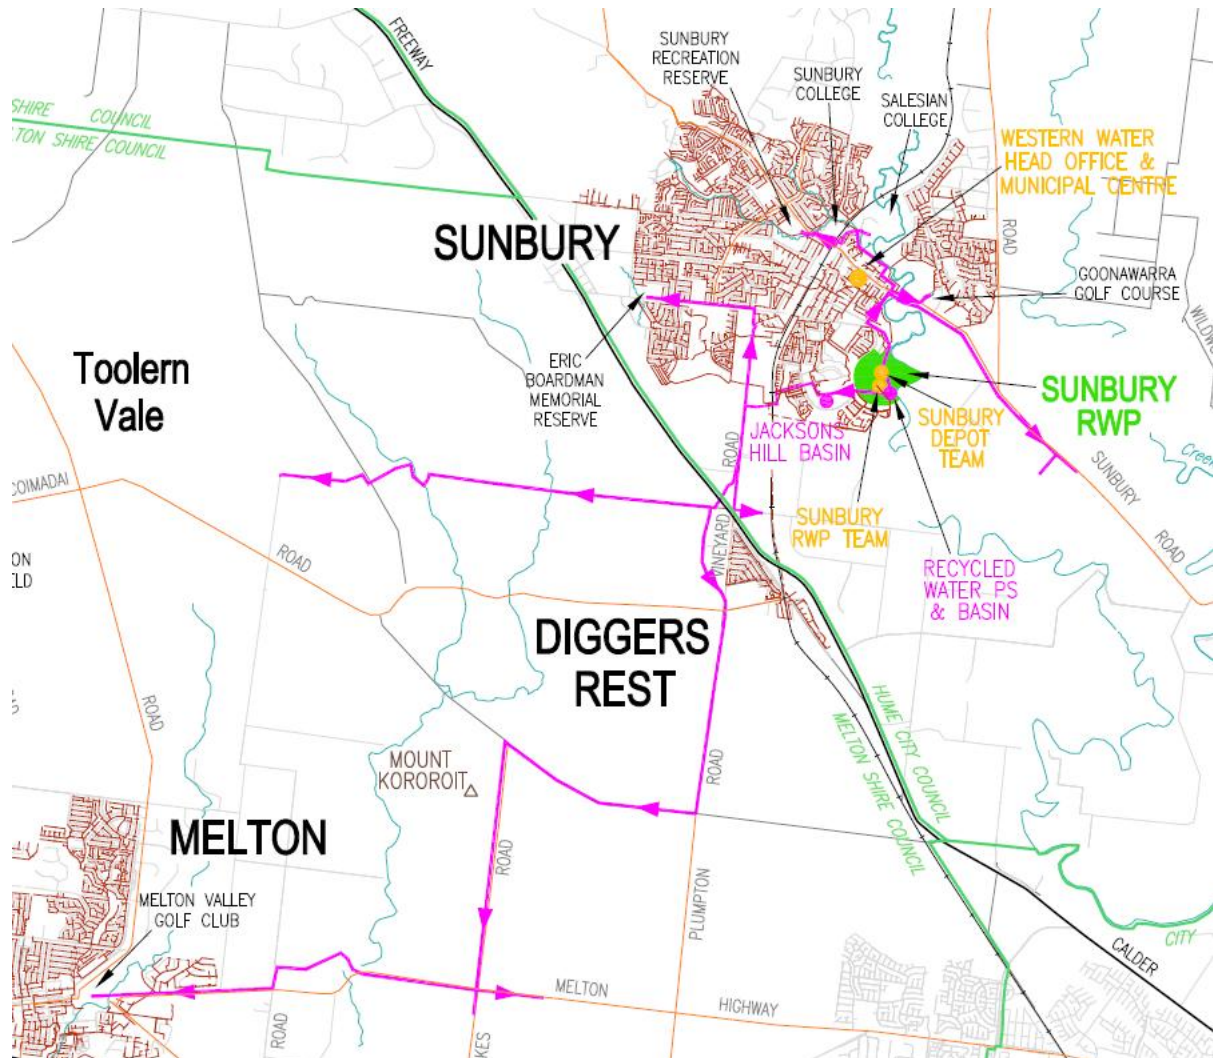 FREEWAY
SUNBURY
RECREATION
RESERVE
SUNBURY
COLLEGE
SALESIAN
COLLEGE
SHIRE COUNCIL
TON SHIRE COUNCIL
WESTERN WATER
HEAD OFFICE &
MUNICIPAL CENTRE
ROAD
SUNBURY
GOONAWARRA
GOLF COURSE
ERIC
BOARDMAN
MEMORIAL
RESERVE
Toolern
Vale
SUNBURY
RWP
JACKSONS
HILL BASIN
SUNBURY
DEPOT
TEAM
ROAD
VINEYARD
SUNBURY
ROAD
Creek
COIMADAI
ROAD
SUNBURY
RWP TEAM
RECYCLED
WATER PS
& BASIN
ON
ELD
DIGGERS
REST
ROAD
MOUNT
KOROROIT
HUME CITY COUNCIL
MELTON SHIRE COUNCIL
ROAD
MELTON
ROAD
MELTON VALLEY
GOLF CLUB
PLUMPTON
CITY
CALDER
MELTON
HIGHWAY
ROAD
KES